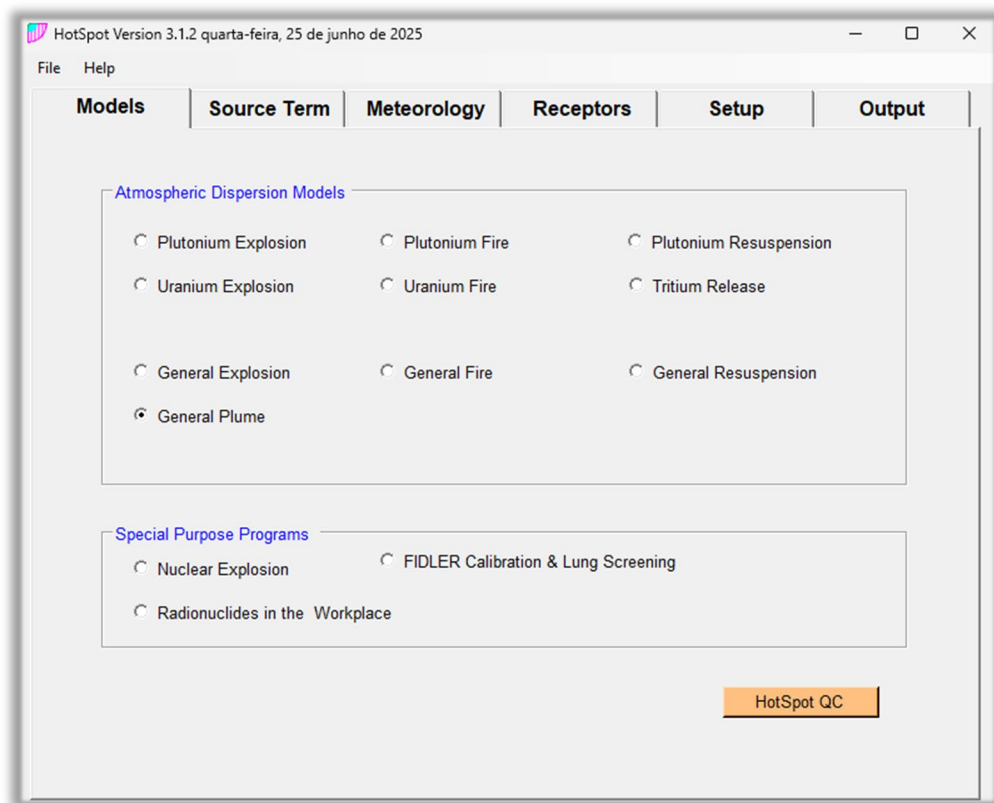 HotSpot Version 3.1.2 quarta-feira, 25 de junho de 2025
File Help
Models Source Term Meteorology Receptors Setup Output
Atmospheric Dispersion Models
Plutonium Explosion Plutonium Fire Plutonium Resuspension
Uranium Explosion Uranium Fire Tritium Release
General Explosion General Fire General Resuspension
General Plume
Special Purpose Programs
Nuclear Explosion FIDLER Calibration & Lung Screening
Radionuclides in the Workplace
HotSpot QC